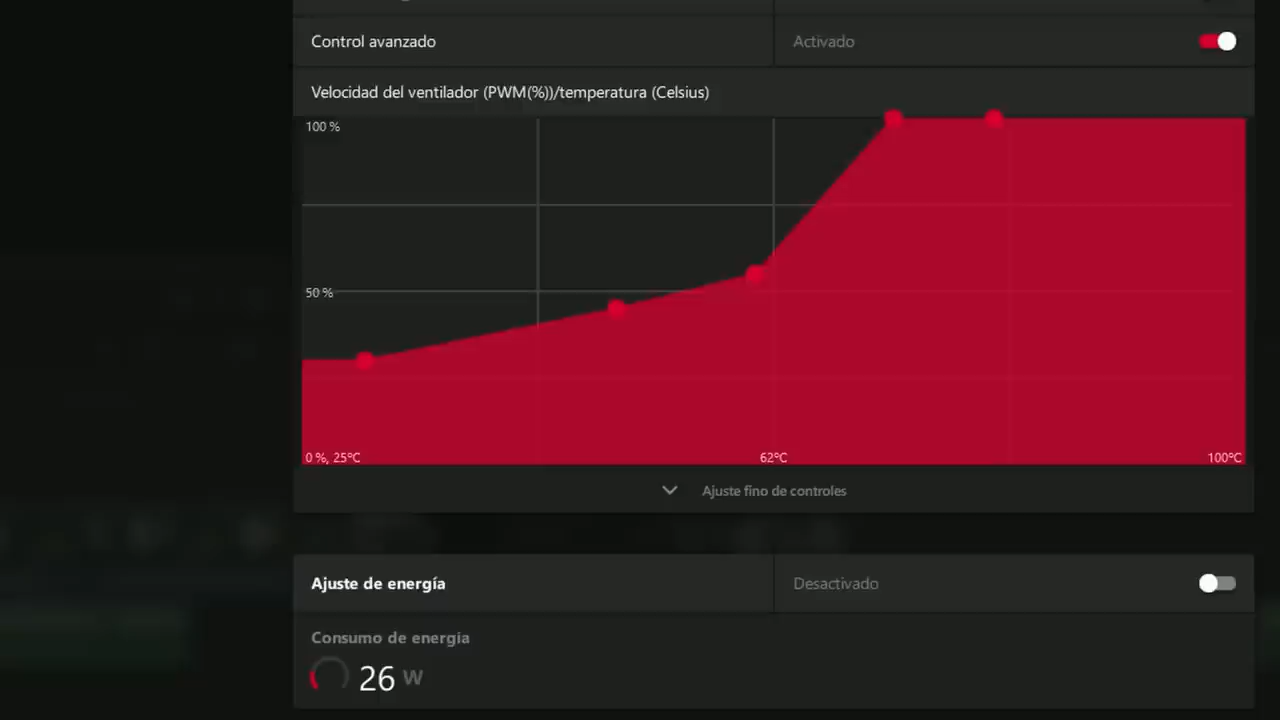 Control avanzado
Activado
Velocidad del ventilador (PWM(%))/temperatura (Celsius)
100 %
50 %
0 %, 25°C
62°C
100°C
Ajuste fino de controles
Ajuste de energía
Desactivado
Consumo de energía
26 W